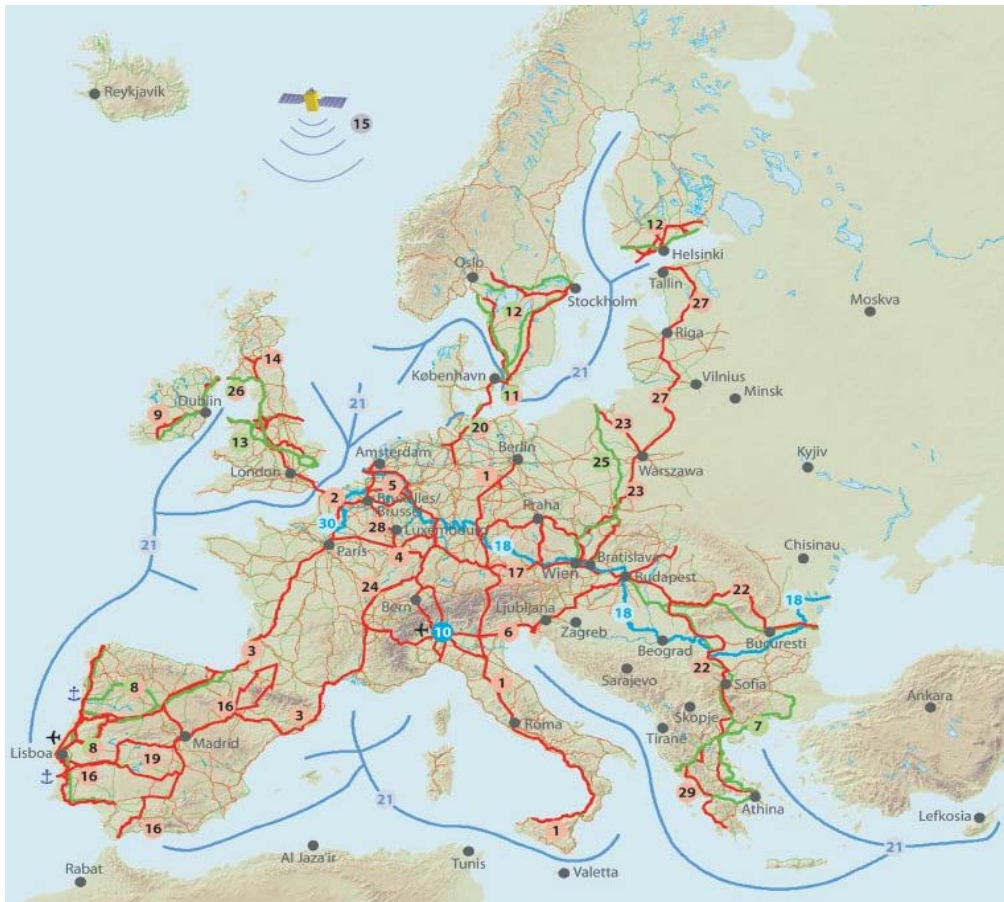 Reykjavik
15
12
Helsinki
Oslo
Tallin
Stockholm
12
27
Moskva
Riga
14
21
København
11
Vilnius
26
21
27
Minsk
9
Dublin
20
23
13
Amsterdam
Berlin
25
Warszawa
Kyjiv
London
1
5
23
2
Bruxelles/
Brussel
Praha
30
28
Luxembourg
Paris
18
Chisinau
21
4
Wien
Bratislava
17
Budapest
24
22
18
Bern
Ljubljana
18
10
6
Zagreb
Bucuresti
3
Beograd
22
8
Sarajevo
1
Sofia
Ankara
16
3
Skopje
7
Roma
Tirane
Lisboa
8
Madrid
19
16
29
Athina
21
Lefkosia
16
1
21
Al Jaza'ir
Tunis
Rabat
Valetta